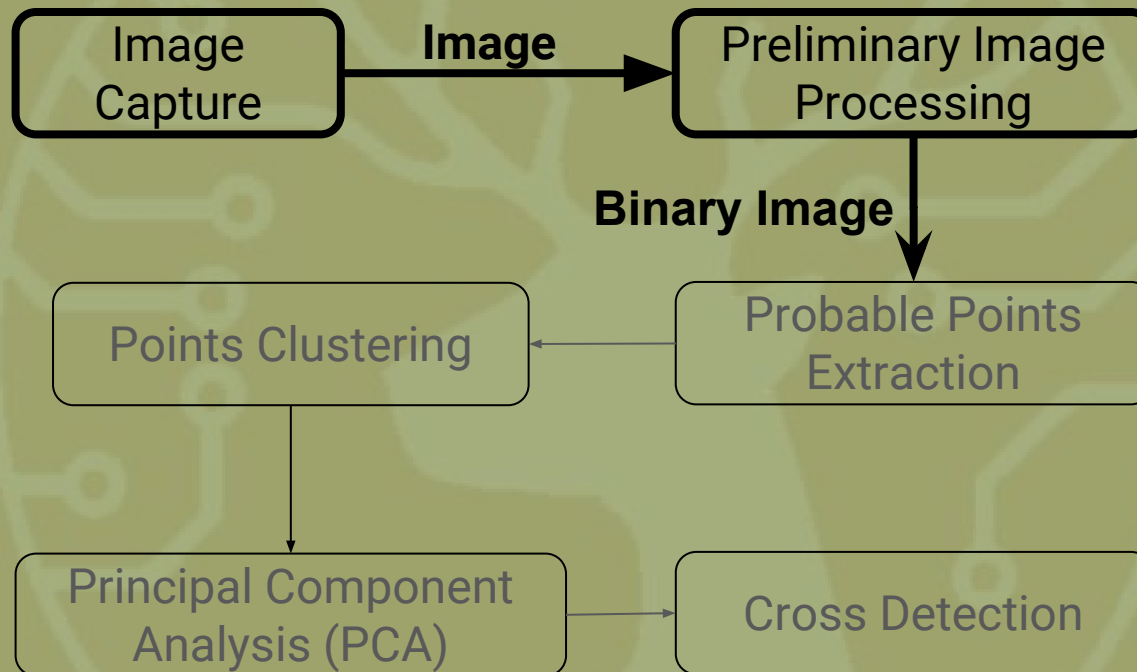 Image
Capture
Image
Preliminary Image
Processing
Binary Image
Probable Points
Extraction
Points Clustering
Principal Component
Analysis (PCA)
Cross Detection